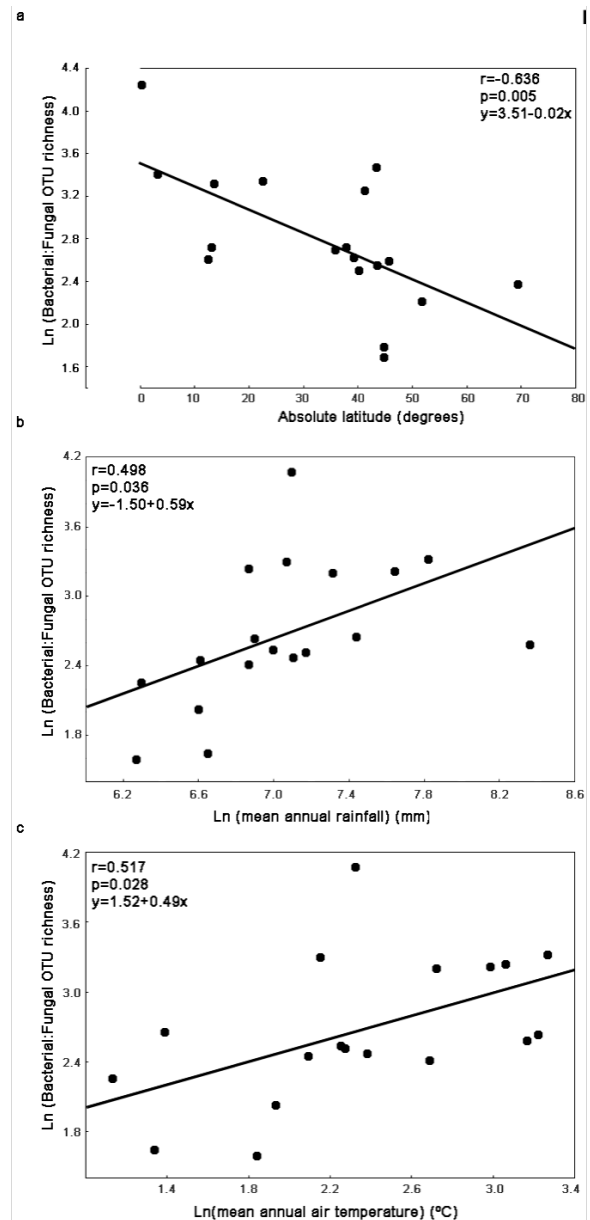 a
r=-0.636
p=0.005
y=3.51-0.02x
4.4
4.0
3.6
3.2
2.8
2.4
2.0
1.6
Ln (Bacterial:Fungal OTU richness)
0 10 20 30 40 50 60 70 80
Absolute latitude (degrees)
b
r=0.498
p=0.036
y=-1.50+0.59x
4.2
3.6
3.0
2.4
1.8
Ln (Bacterial:Fungal OTU richness)
6.2 6.6 7.0 7.4 7.8 8.2 8.6
Ln (mean annual rainfall) (mm)
c
r=0.517
p=0.028
y=1.52+0.49x
4.2
3.6
3.0
2.4
1.8
Ln (Bacterial:Fungal OTU richness)
1.4 1.8 2.2 2.6 3.0 3.4
Ln(mean annual air temperature) (ºC)